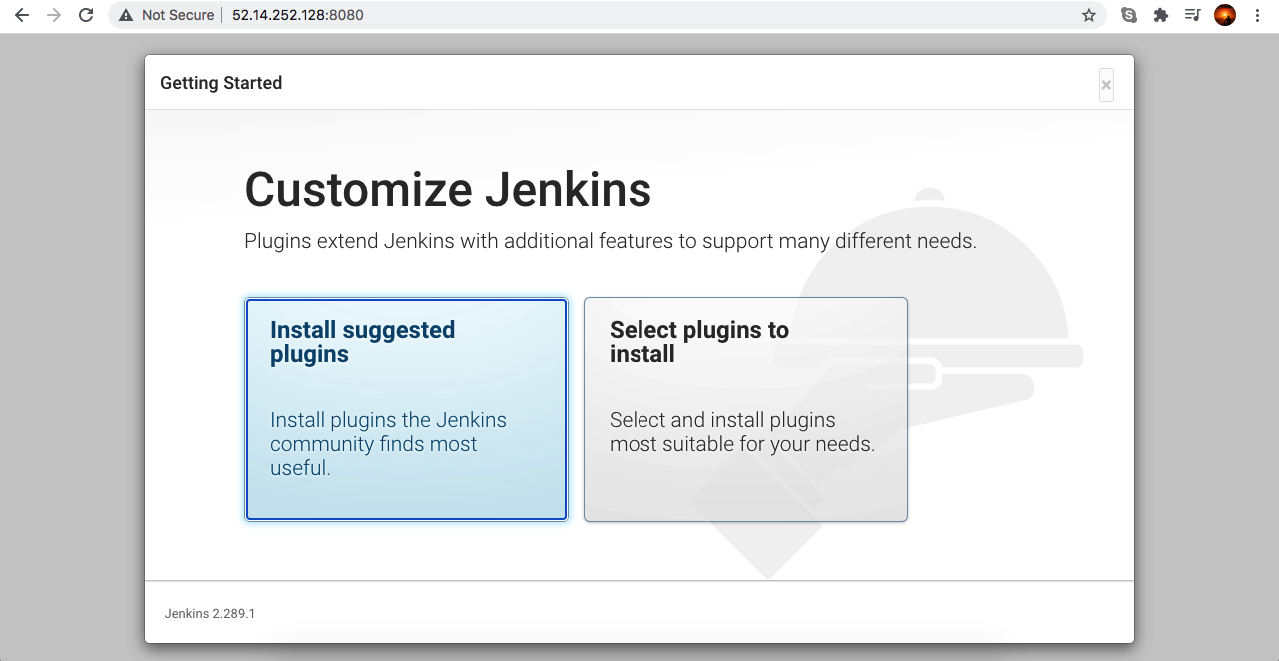 Not Secure | 52.14.252.128:8080
Getting Started
×
Customize Jenkins
Plugins extend Jenkins with additional features to support many different needs.
Install suggested
plugins
Install plugins the Jenkins
community finds most
useful.
Select plugins to
install
Select and install plugins
most suitable for your needs.
Jenkins 2.289.1